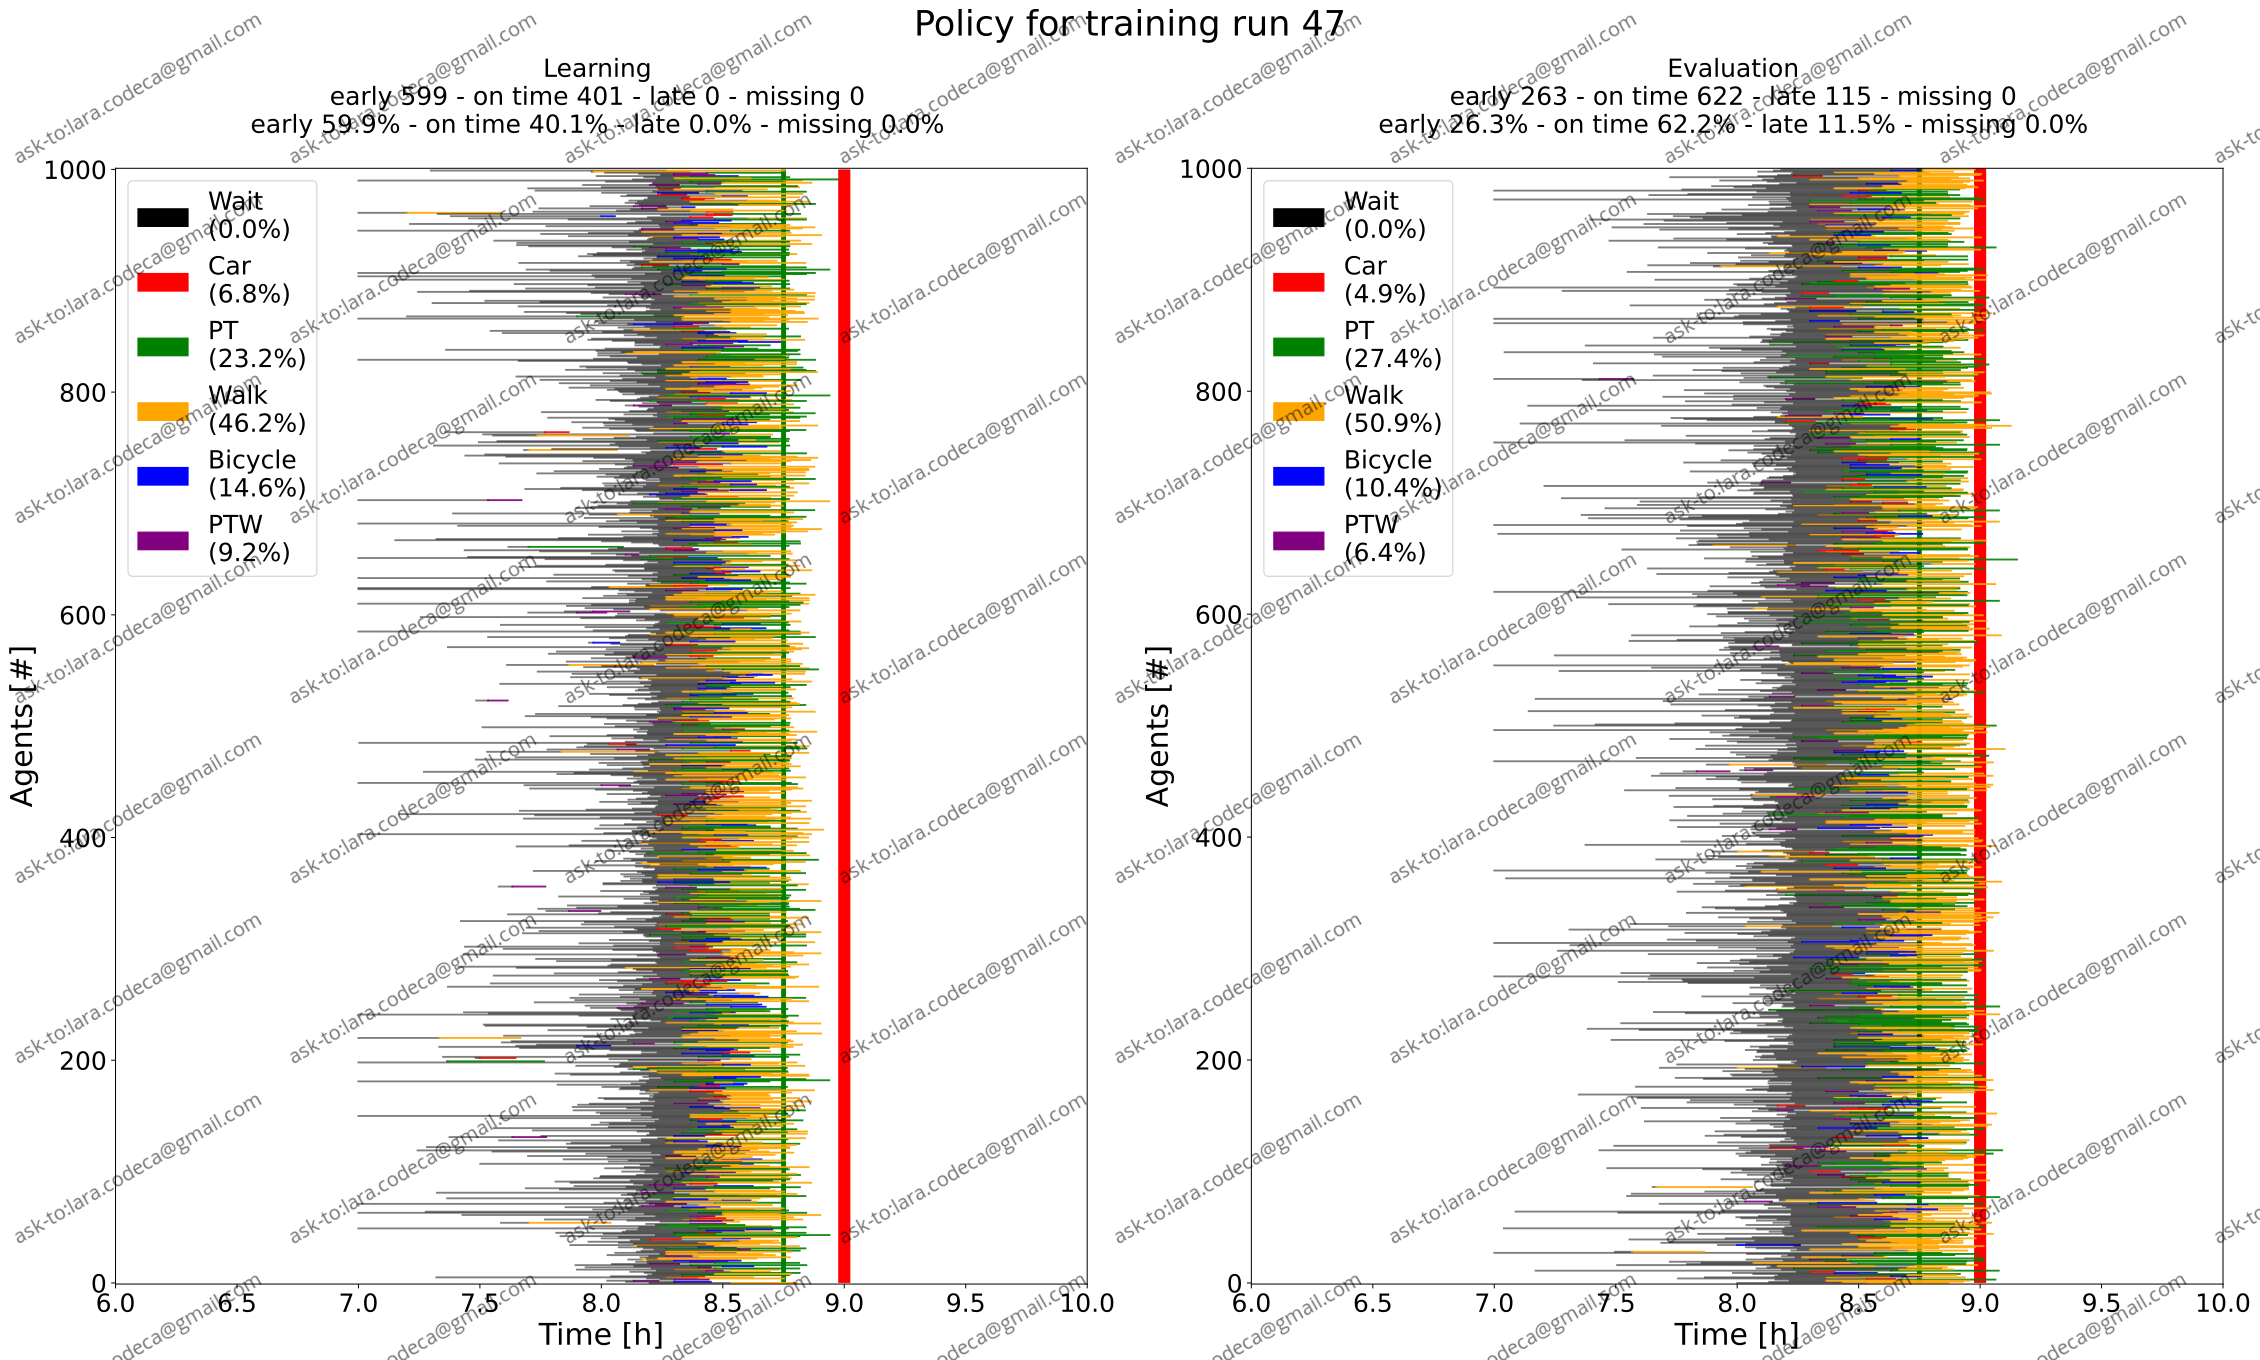 Policy for training run 47
Learning
early 599 - on time 401 - late 0 - missing 0
early 59.9% - on time 40.1% - late 0.0% - missing 0.0%
Wait
(0.0%)
Car
(6.8%)
PT
(23.2%)
Walk
(46.2%)
Bicycle
(14.6%)
PTW
(9.2%)
1000
800
600
400
200
0
Agents [#]
6.0 6.5 7.0 7.5 8.0 8.5 9.0 9.5 10.0
Time [h]
Evaluation
early 263 - on time 622 - late 115 - missing 0
early 26.3% - on time 62.2% - late 11.5% - missing 0.0%
Wait
(0.0%)
Car
(4.9%)
PT
(27.4%)
Walk
(50.9%)
Bicycle
(10.4%)
PTW
(6.4%)
1000
800
600
400
200
0
Agents [#]
6.0 6.5 7.0 7.5 8.0 8.5 9.0 9.5 10.0
Time [h]
ask-to:lara.codeca@gmail.com